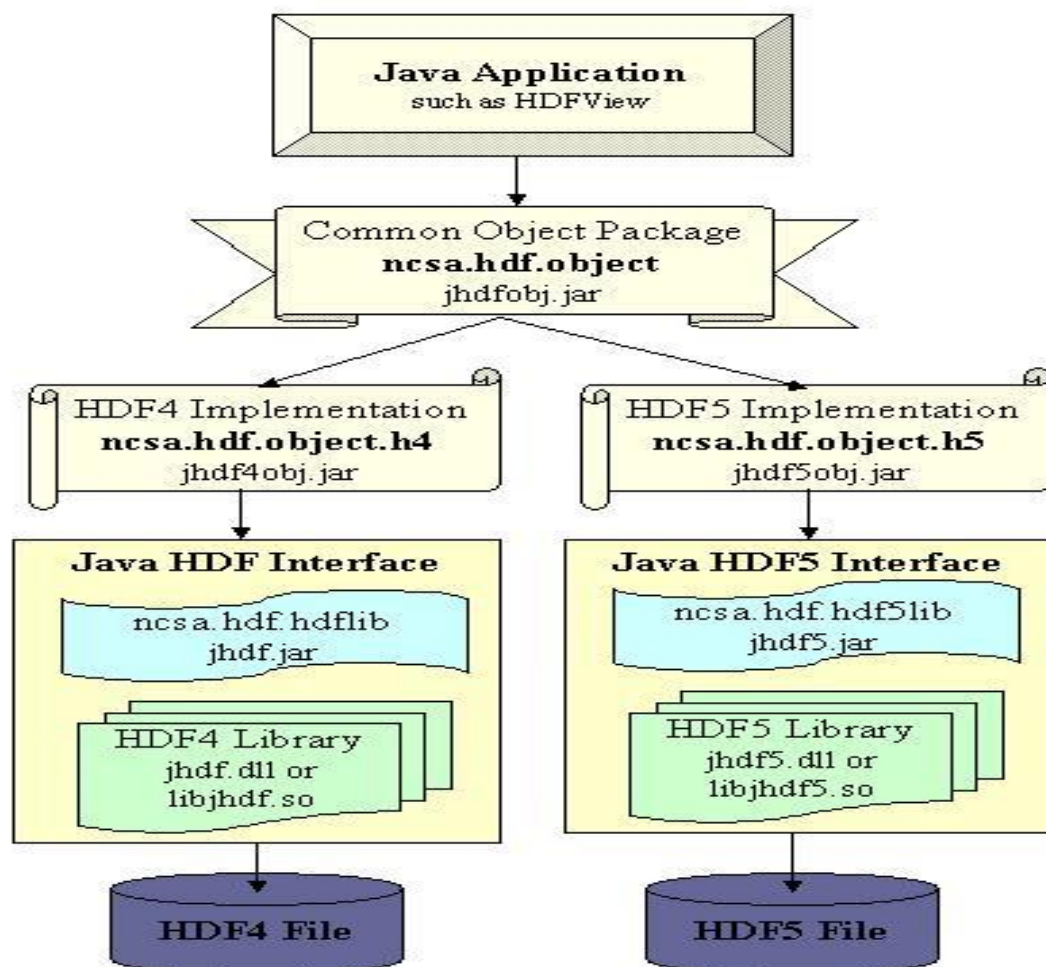 Java Application
such as HDFView
Common Object Package
ncsa.hdf.object
jhdfobj.jar
HDF4 Implementation
ncsa.hdf.object.h4
jhdf4obj.jar
HDF5 Implementation
ncsa.hdf.object.h5
jhdf5obj.jar
Java HDF Interface
ncsa.hdf.hdflib
jhdf.jar
HDF4 Library
jhdf.dll or
libjhdf.so
Java HDF5 Interface
ncsa.hdf.hdf5lib
jhdf5.jar
HDF5 Library
jhdf5.dll or
libjhdf5.so
HDF4 File
HDF5 File